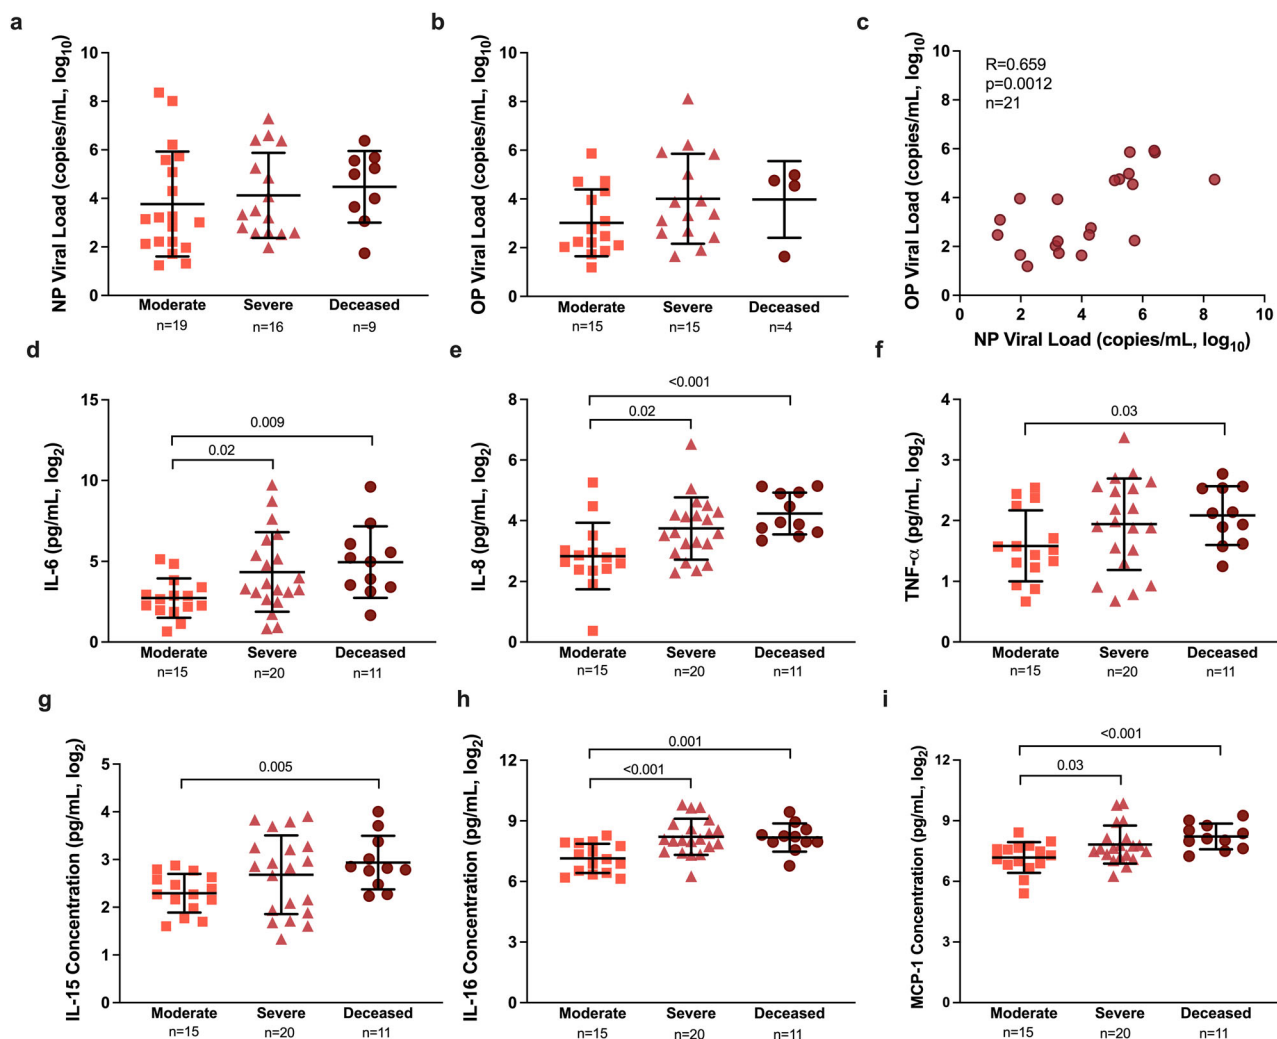 a
NP Viral Load (copies/mL, log10)
10
8
6
4
2
0
Moderate Severe Deceased
n=19 n=16 n=9
b
OP Viral Load (copies/mL, log10)
10
8
6
4
2
0
Moderate Severe Deceased
n=15 n=15 n=4
c
OP Viral Load (copies/mL, log10)
R=0.659
p=0.0012
n=21
10
8
6
4
2
0
0 2 4 6 8 10
NP Viral Load (copies/mL, log10)
d
IL-6 (pg/mL, log2)
0.009
0.02
15
10
5
0
Moderate Severe Deceased
n=15 n=20 n=11
e
IL-8 (pg/mL, log2)
<0.001
0.02
8
6
4
2
0
Moderate Severe Deceased
n=15 n=20 n=11
f
TNF-α (pg/mL, log2)
0.03
4
3
2
1
0
Moderate Severe Deceased
n=15 n=20 n=11
g
IL-15 Concentration (pg/mL, log2)
0.005
5
4
3
2
1
0
Moderate Severe Deceased
n=15 n=20 n=11
h
IL-16 Concentration (pg/mL, log2)
0.001
<0.001
12
9
6
3
0
Moderate Severe Deceased
n=15 n=20 n=11
i
MCP-1 Concentration (pg/mL, log2)
<0.001
0.03
12
9
6
3
0
Moderate Severe Deceased
n=15 n=20 n=11